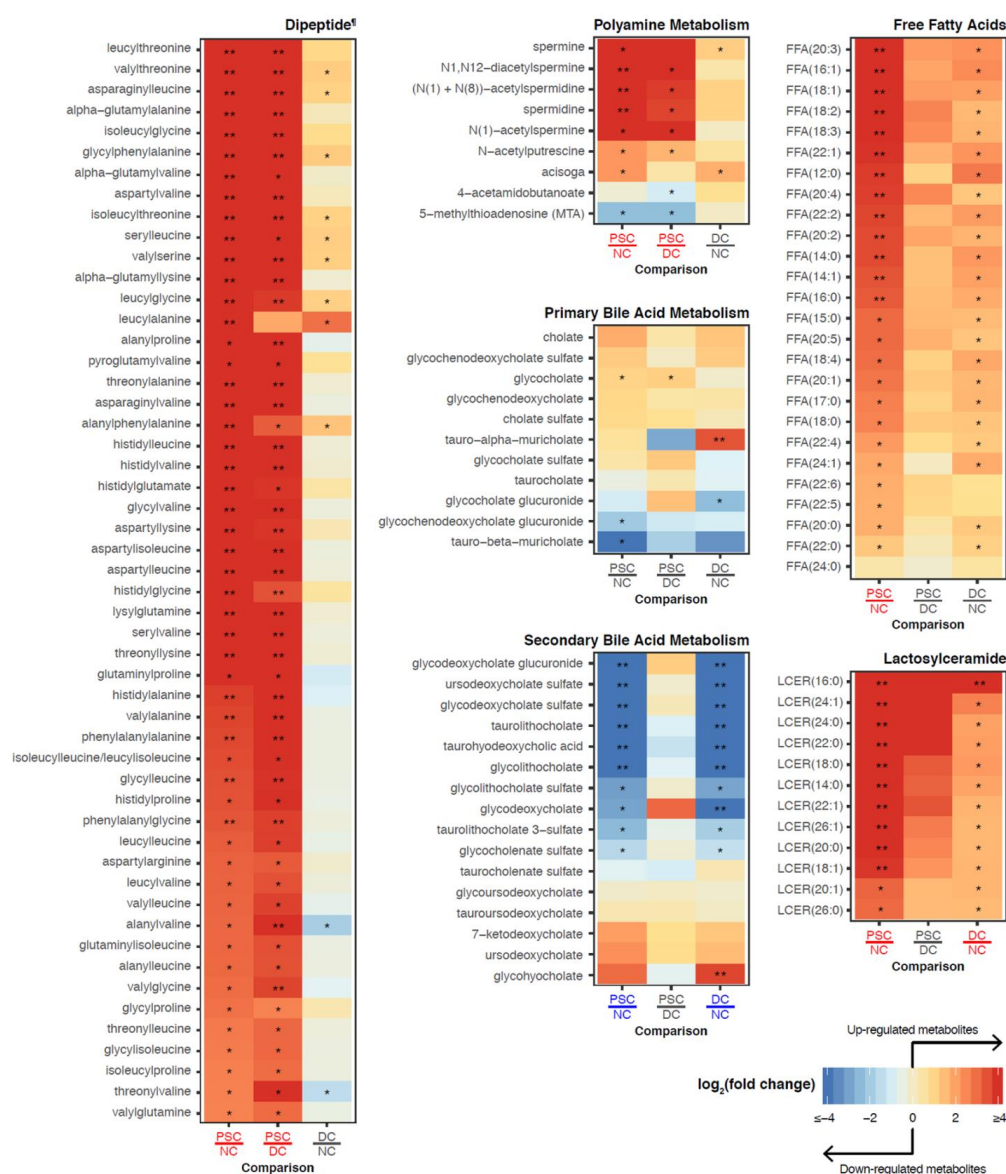 Dipeptide¶
leucylthreonine ** **
valylthreonine ** ** *
asparaginylleucine ** ** *
alpha−glutamylalanine ** **
isoleucylglycine ** **
glycylphenylalanine ** ** *
alpha−glutamylvaline ** *
aspartylvaline ** **
isoleucylthreonine ** ** *
serylleucine ** * *
valylserine ** ** *
alpha−glutamyllysine ** **
leucylglycine ** ** *
leucylalanine ** *
alanylproline * **
pyroglutamylvaline * *
threonylalanine ** **
asparaginylvaline ** **
alanylphenylalanine ** * *
histidylleucine ** **
histidylvaline ** **
histidylglutamate ** *
glycylvaline ** **
aspartyllysine ** **
aspartylisoleucine ** **
aspartylleucine ** **
histidylglycine ** **
lysylglutamine ** **
serylvaline ** **
threonyllysine ** **
glutaminylproline * *
histidylalanine ** **
valylalanine ** **
phenylalanylalanine ** **
isoleucylleucine/leucylisoleucine * *
glycylleucine ** **
histidylproline * *
phenylalanylglycine ** **
leucylleucine * *
aspartylarginine * *
leucylvaline * *
valylleucine * *
alanylvaline * ** *
glutaminylisoleucine * *
alanylleucine * *
valylglycine * **
glycylproline * *
threonylleucine * *
glycylisoleucine * *
isoleucylproline * *
threonylvaline * * *
valylglutamine * *
PSC PSC DC
NC DC NC
Comparison
Polyamine Metabolism
spermine * *
N1,N12−diacetylspermine ** *
(N(1) + N(8))−acetylspermidine ** *
spermidine ** *
N(1)−acetylspermine * *
N−acetylputrescine * *
acisoga * *
4−acetamidobutanoate *
5−methylthioadenosine (MTA) * *
PSC PSC DC
NC DC NC
Comparison
Primary Bile Acid Metabolism
cholate
glycochenodeoxycholate sulfate
glycocholate * *
glycochenodeoxycholate
cholate sulfate
tauro−alpha−muricholate **
glycocholate sulfate
taurocholate
glycocholate glucuronide *
glycochenodeoxycholate glucuronide *
tauro−beta−muricholate *
PSC PSC DC
NC DC NC
Comparison
Secondary Bile Acid Metabolism
glycodeoxycholate glucuronide ** **
ursodeoxycholate sulfate ** **
glycodeoxycholate sulfate ** **
taurolithocholate ** **
taurohyodeoxycholic acid ** **
glycolithocholate ** **
glycolithocholate sulfate * *
glycodeoxycholate * **
taurolithocholate 3−sulfate * *
glycocholenate sulfate * *
taurocholenate sulfate
glycoursodeoxycholate
tauroursodeoxycholate
7−ketodeoxycholate
ursodeoxycholate
glycohyocholate **
PSC PSC DC
NC DC NC
Comparison
Free Fatty Acids
FFA(20:3) ** *
FFA(16:1) ** *
FFA(18:1) ** *
FFA(18:2) ** *
FFA(18:3) ** *
FFA(22:1) ** *
FFA(12:0) ** *
FFA(20:4) ** *
FFA(22:2) ** *
FFA(20:2) ** *
FFA(14:0) ** *
FFA(14:1) ** *
FFA(16:0) ** *
FFA(15:0) * *
FFA(20:5) * *
FFA(18:4) * *
FFA(20:1) * *
FFA(17:0) * *
FFA(18:0) * *
FFA(22:4) * *
FFA(24:1) * *
FFA(22:6) *
FFA(22:5) *
FFA(20:0) * *
FFA(22:0) * *
FFA(24:0)
PSC PSC DC
NC DC NC
Comparison
Lactosylceramide
LCER(16:0) ** **
LCER(24:1) ** *
LCER(24:0) ** *
LCER(22:0) ** *
LCER(18:0) ** *
LCER(14:0) ** *
LCER(22:1) ** *
LCER(26:1) ** *
LCER(20:0) ** *
LCER(18:1) ** *
LCER(20:1) * *
LCER(26:0) * *
PSC PSC DC
NC DC NC
Comparison
Up-regulated metabolites
log2(fold change)
≤−4 −2 0 2 ≥4
Down-regulated metabolites